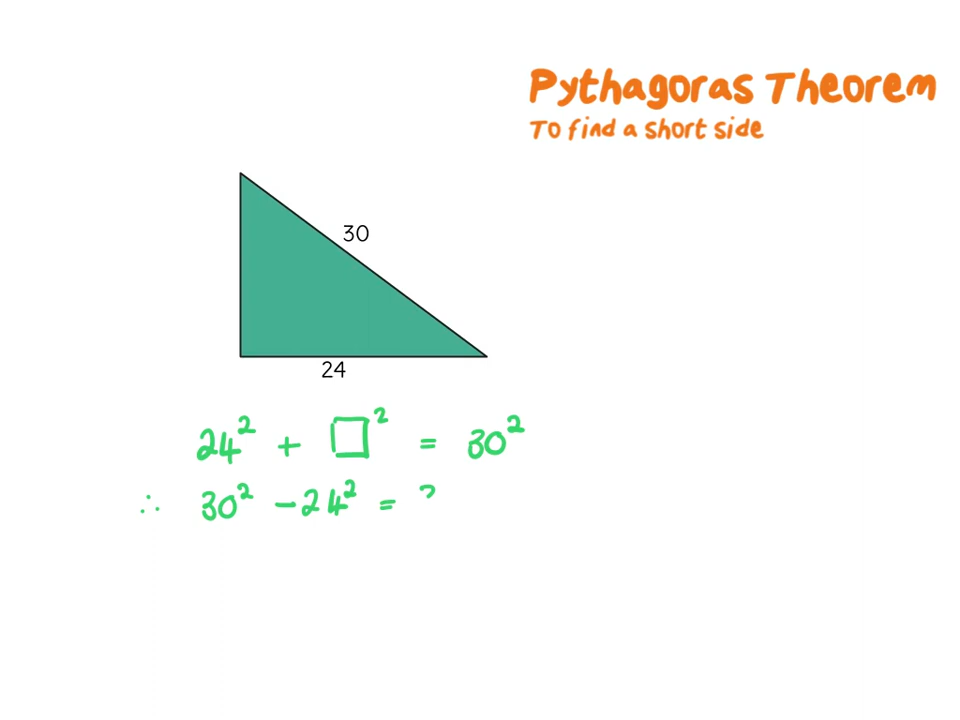 Pythagoras Theorem
To find a short side
30
24
24² + □² = 30²
∴ 30² - 24² =